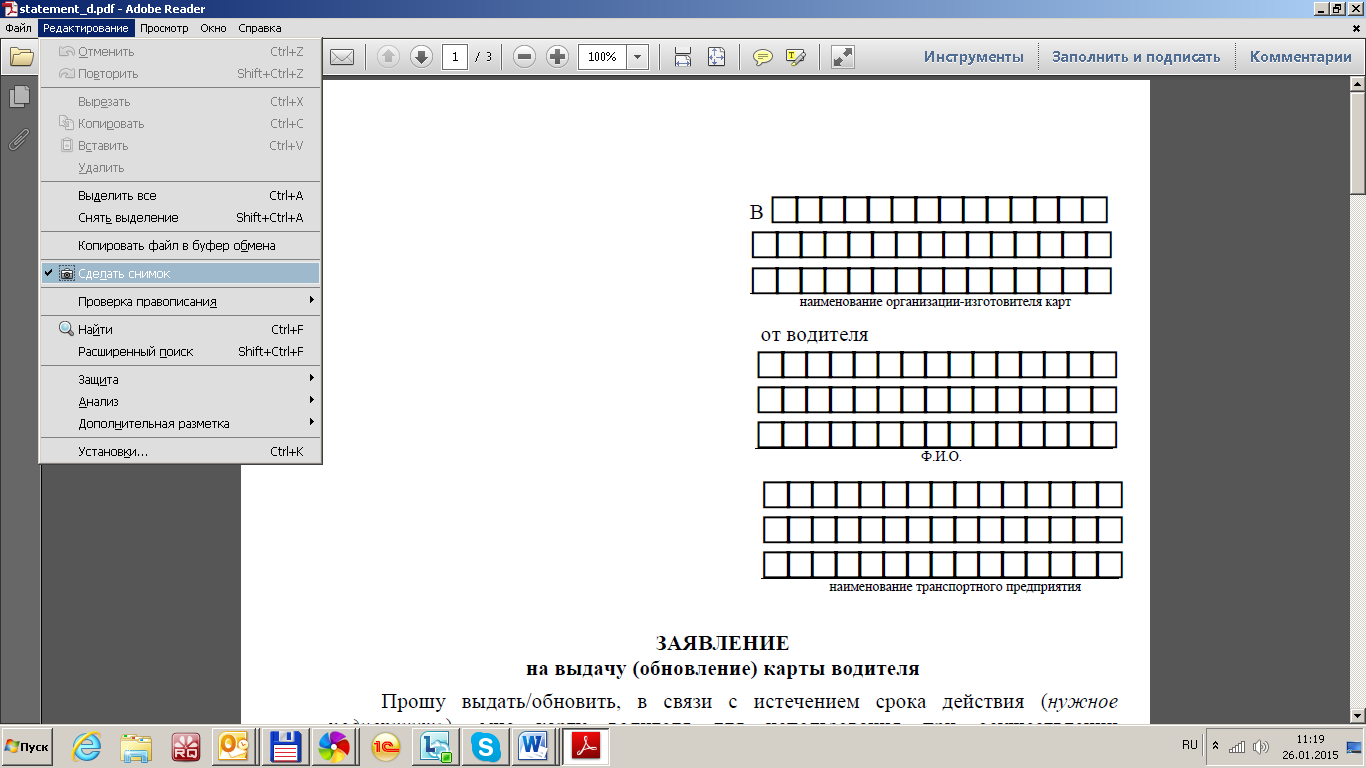 statement_d.pdf - Adobe Reader
Файл Редактирование Просмотр Окно Справка
Отменить Ctrl+Z
Повторить Shift+Ctrl+Z
Вырезать Ctrl+X
Копировать Ctrl+C
Вставить Ctrl+V
Удалить
Выделить все Ctrl+A
Снять выделение Shift+Ctrl+A
Копировать файл в буфер обмена
Сделать снимок
Проверка правописания
Найти Ctrl+F
Расширенный поиск Shift+Ctrl+F
Защита
Анализ
Дополнительная разметка
Установки... Ctrl+K
1 / 3 100% Инструменты Заполнить и подписать Комментарии
В
наименование организации-изготовителя карт
от водителя
Ф.И.О.
наименование транспортного предприятия
ЗАЯВЛЕНИЕ
на выдачу (обновление) карты водителя
Прошу выдать/обновить, в связи с истечением срока действия (нужное
Пуск 1С RU 11:19
26.01.2015